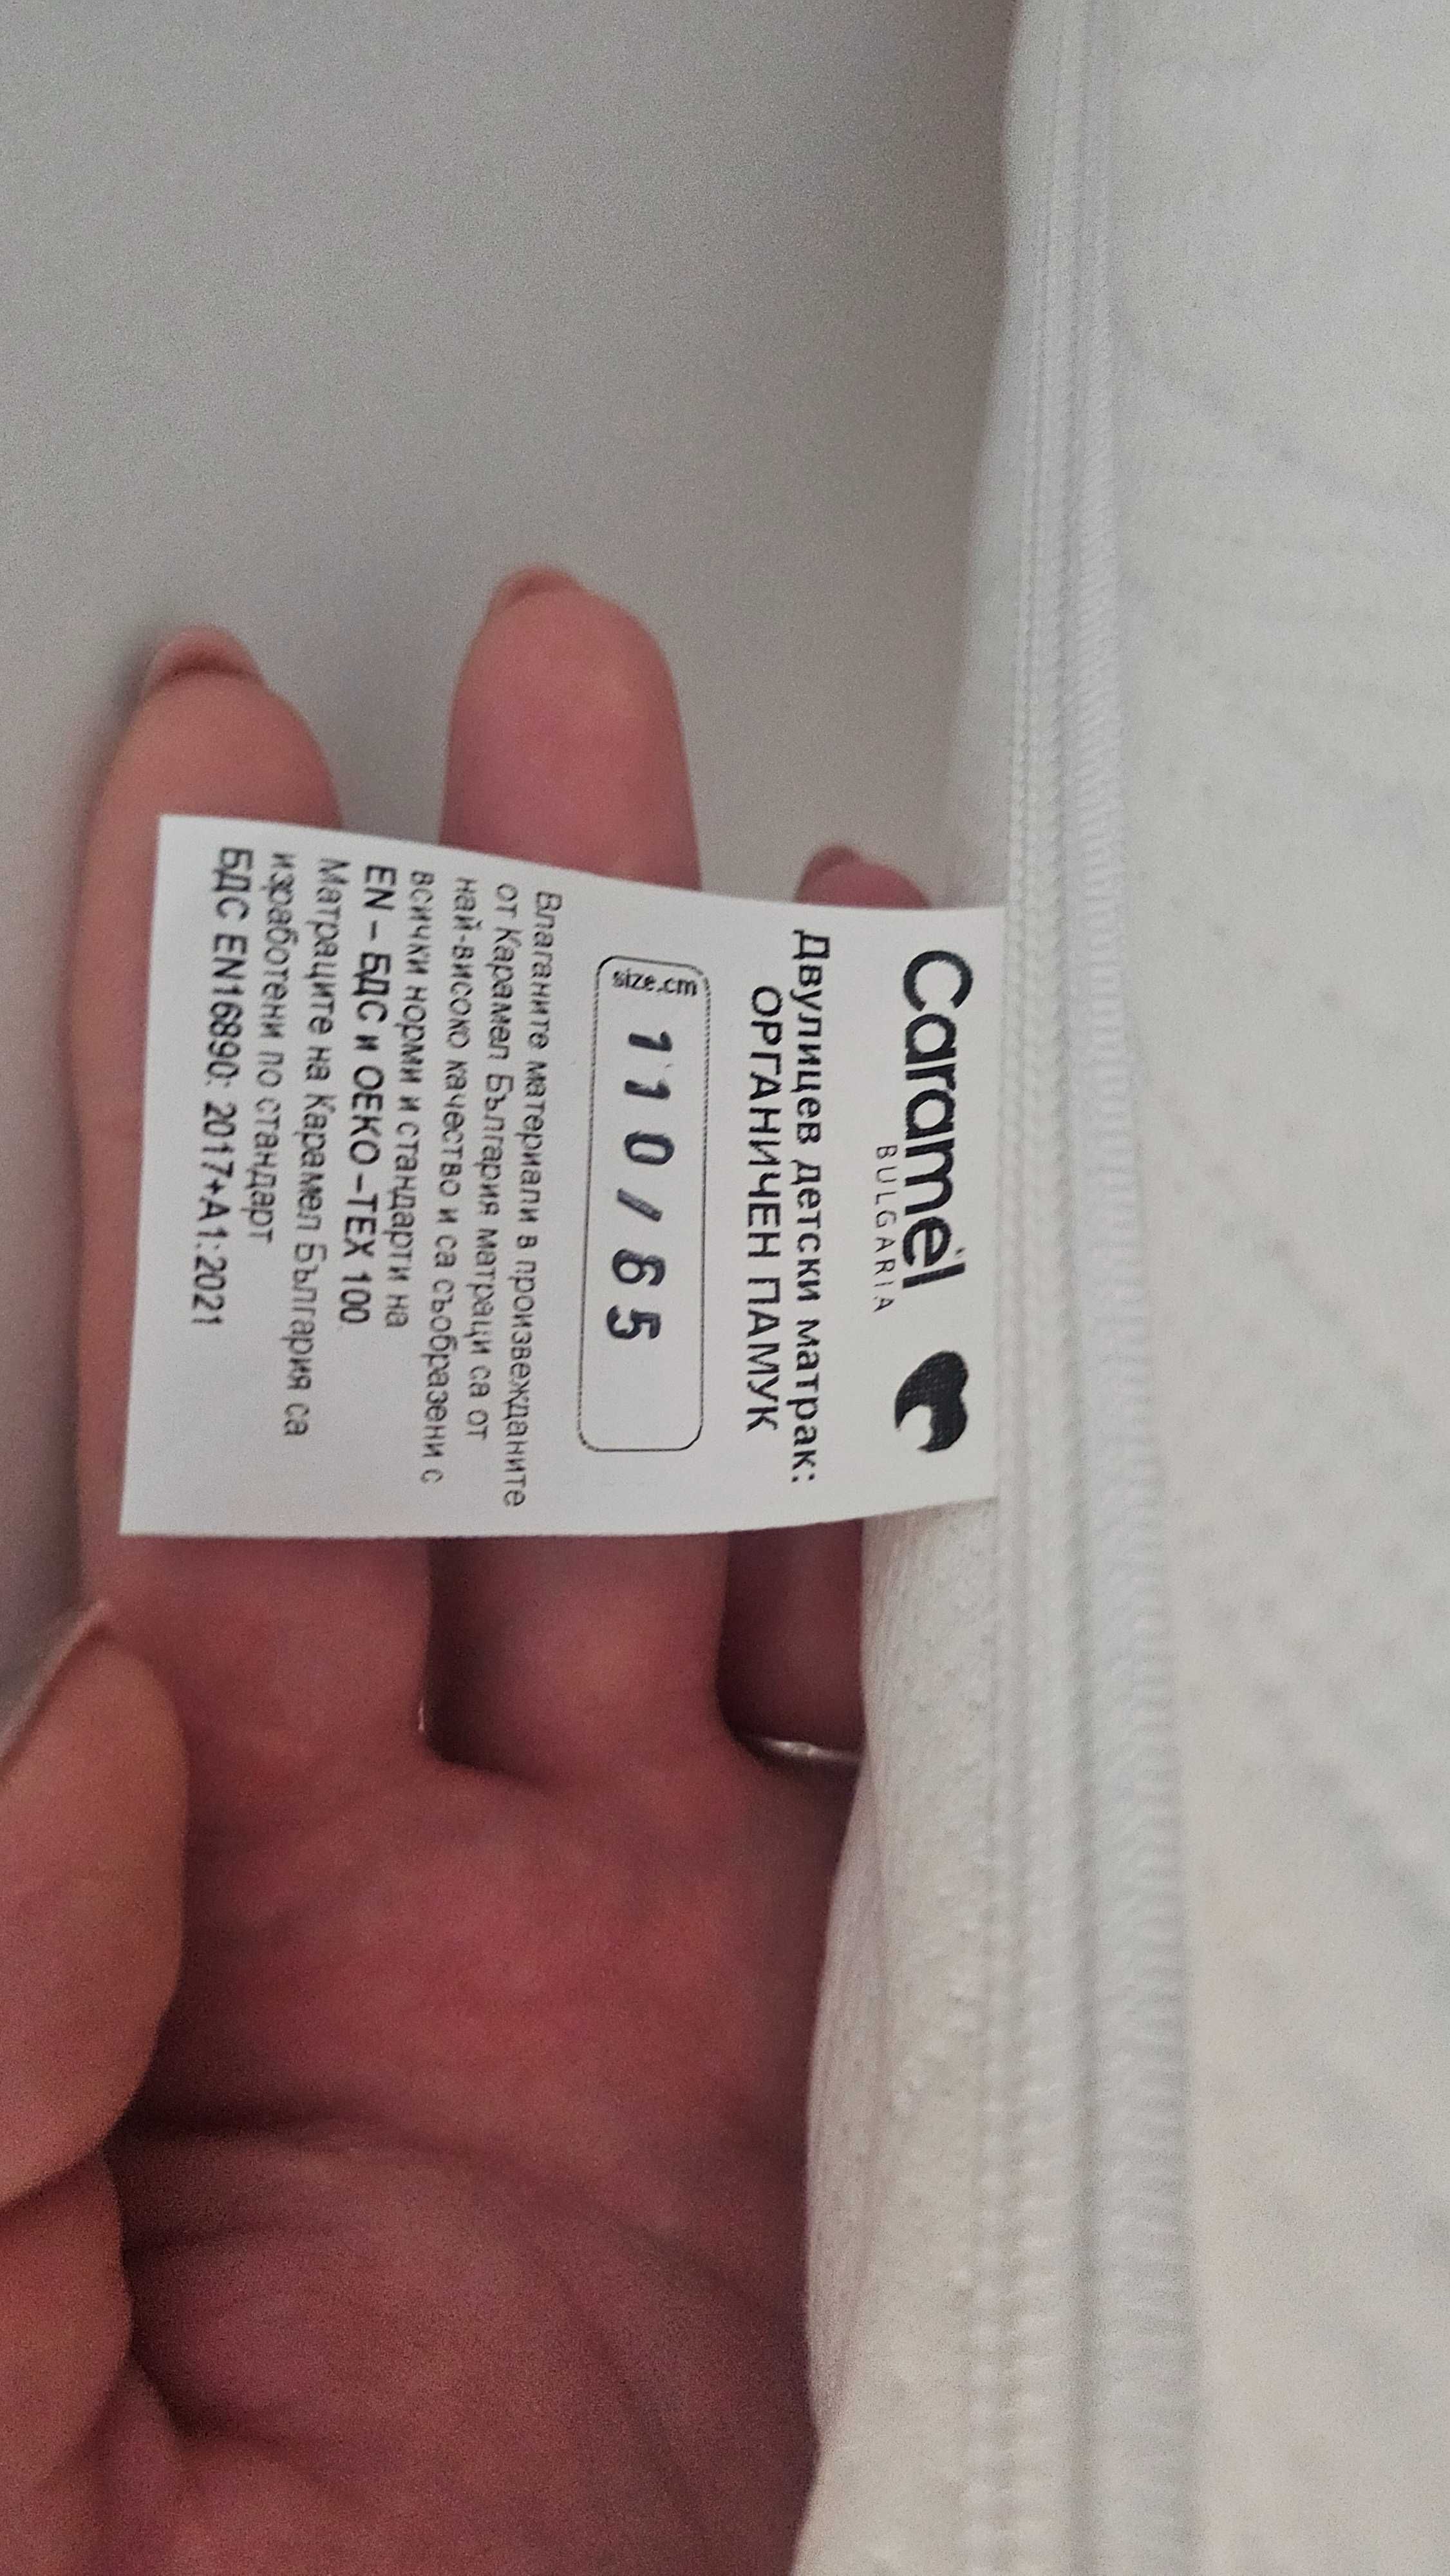 Caramel
BULGARIA
Двулицев детски матрак:
ОРГАНИЧЕН ПАМУК
size.cm 110/65
Влаганите материали в произвежданите
от Карамел България матраци са от
най-високо качество и са съобразени с
всички норми и стандарти на
EN – БДС и OEKO –TEX 100.
Матраците на Карамел България са
изработени по стандарт
БДС EN16890: 2017+A1:2021